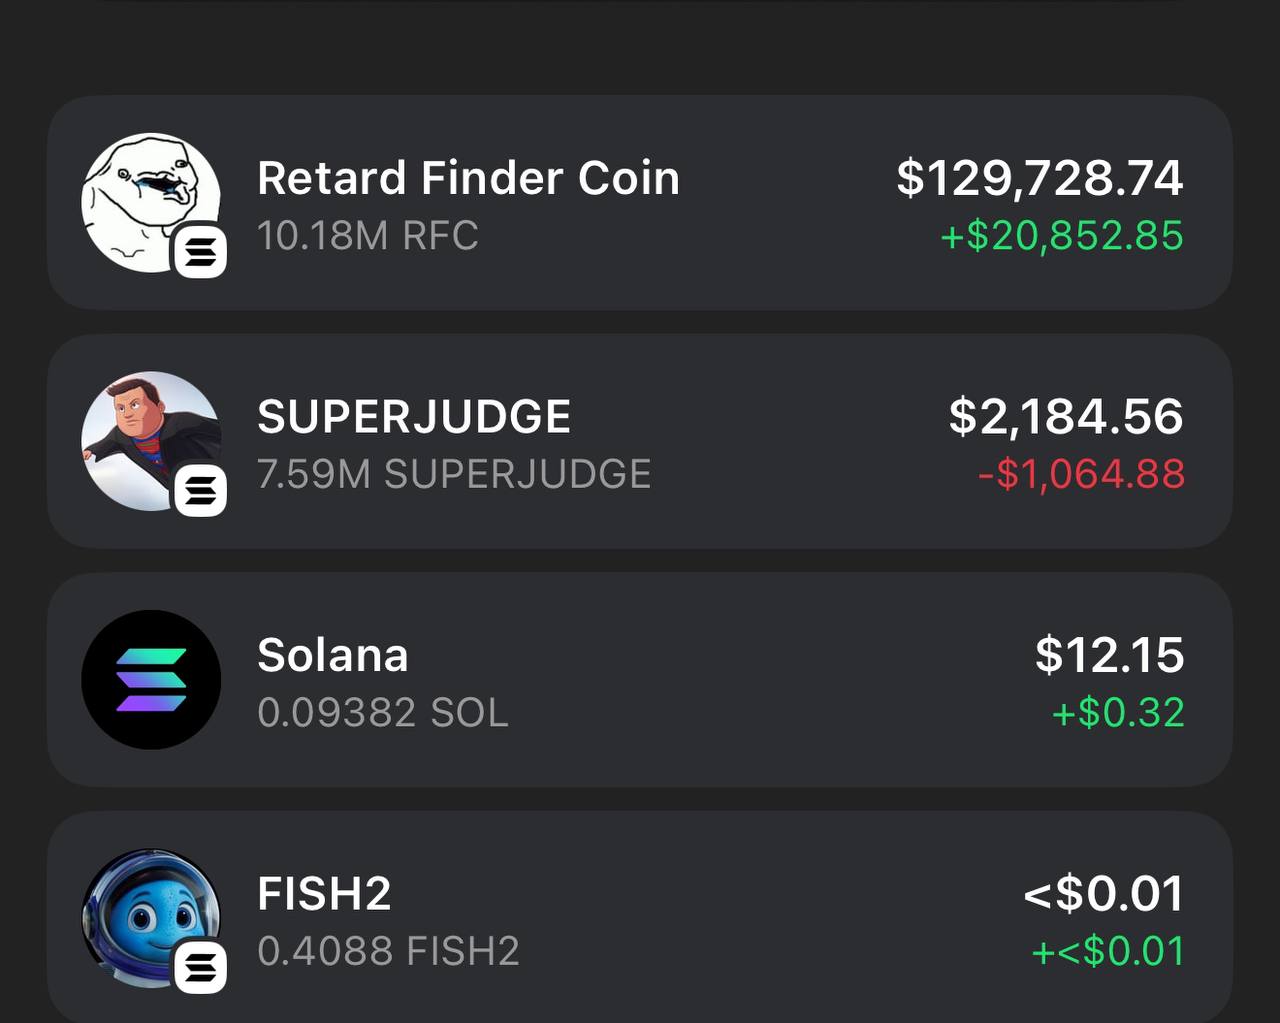 Retard Finder Coin
$129,728.74
10.18M RFC
+$20,852.85
SUPERJUDGE
$2,184.56
7.59M SUPERJUDGE
-$1,064.88
Solana
$12.15
0.09382 SOL
+$0.32
FISH2
<$0.01
0.4088 FISH2
+<$0.01